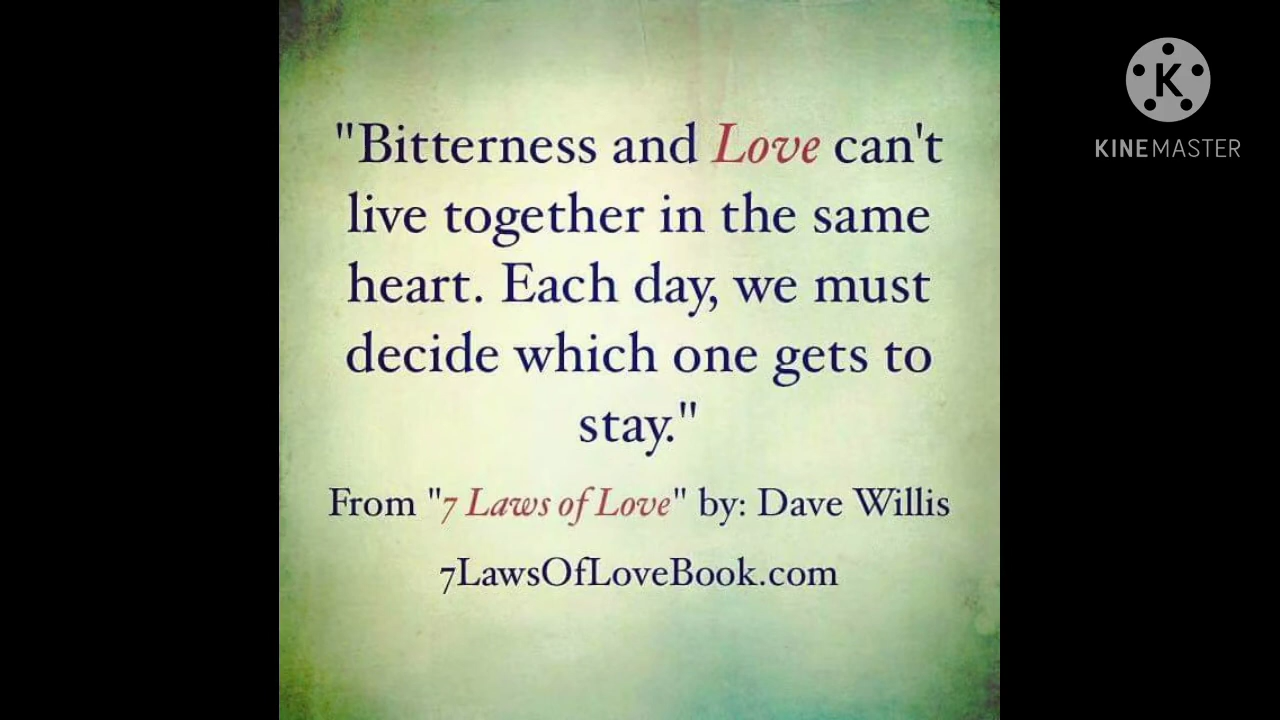 "Bitterness and Love can't
live together in the same
heart. Each day, we must
decide which one gets to
stay."
From "7 Laws of Love" by: Dave Willis
7LawsOfLoveBook.com
K
KINEMASTER